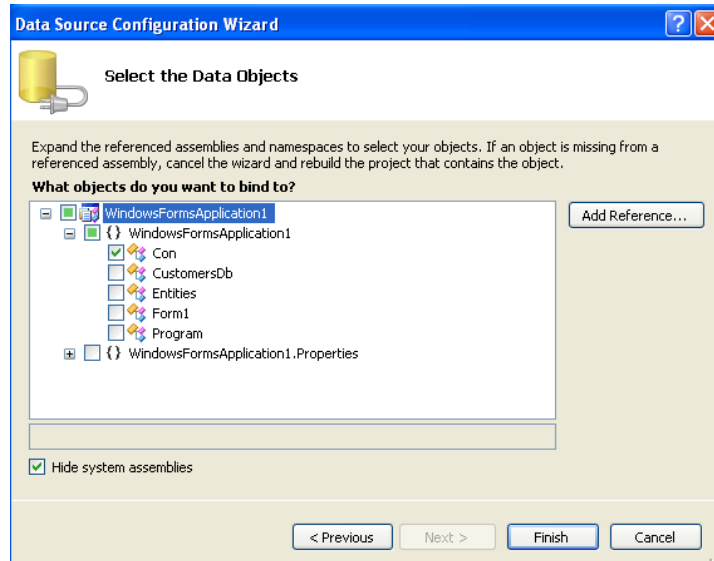 Data Source Configuration Wizard
?
Select the Data Objects
Expand the referenced assemblies and namespaces to select your objects. If an object is missing from a
referenced assembly, cancel the wizard and rebuild the project that contains the object.
What objects do you want to bind to?
WindowsFormsApplication1
Add Reference...
{ } WindowsFormsApplication1
Con
CustomersDb
Entities
Form1
Program
{ } WindowsFormsApplication1.Properties
Hide system assemblies
< Previous
Next >
Finish
Cancel